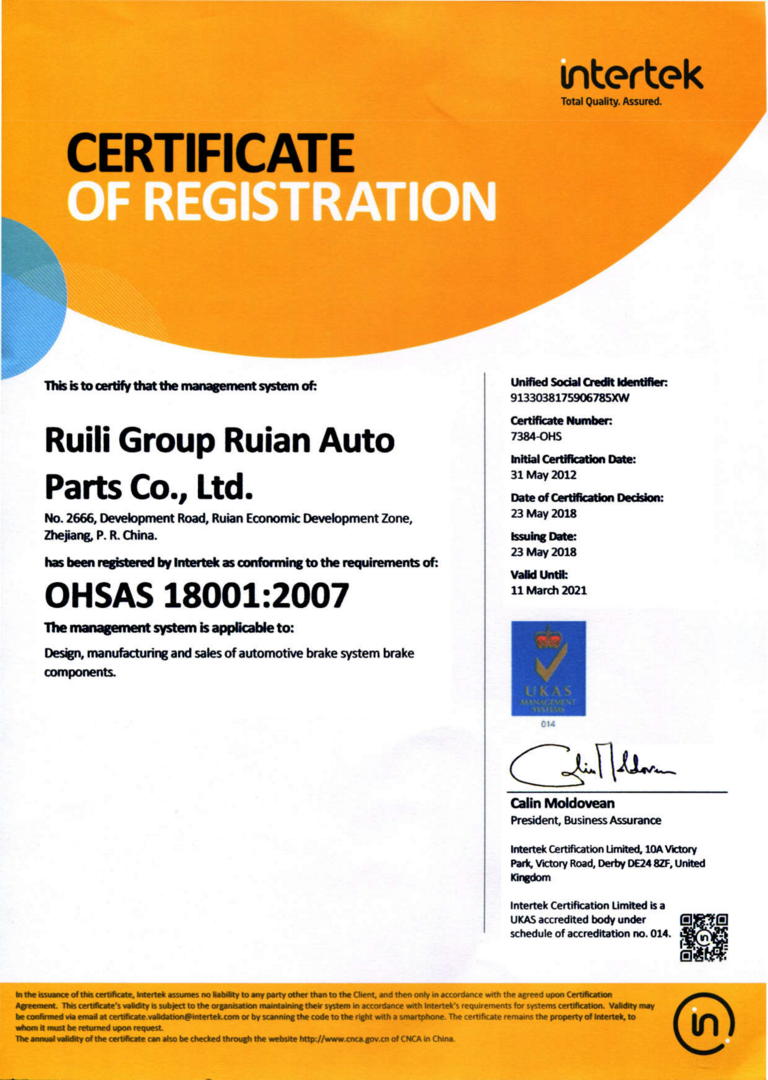 intertek
Total Quality. Assured.
CERTIFICATE
OF REGISTRATION
This is to certify that the management system of:
Ruili Group Ruian Auto
Parts Co., Ltd.
No. 2666, Development Road, Ruian Economic Development Zone,
Zhejiang, P. R. China.
has been registered by Intertek as conforming to the requirements of:
OHSAS 18001:2007
The management system is applicable to:
Design, manufacturing and sales of automotive brake system brake
components.
Unified Social Credit Identifier:
9133038175906785XW
Certificate Number:
7384-OHS
Initial Certification Date:
31 May 2012
Date of Certification Decision:
23 May 2018
Issuing Date:
23 May 2018
Valid Until:
11 March 2021
UKAS
MANAGEMENT
SYSTEMS
014
Calin Moldovean
Calin Moldovean
President, Business Assurance
Intertek Certification Limited, 10A Victory
Park, Victory Road, Derby DE24 8ZF, United
Kingdom
Intertek Certification Limited is a
UKAS accredited body under
schedule of accreditation no. 014.
in
In the issuance of this certificate, Intertek assumes no liability to any party other than to the Client, and then only in accordance with the agreed upon Certification
Agreement. This certificate's validity is subject to the organisation maintaining their system in accordance with Intertek's requirements for systems certification. Validity may
be confirmed via email at certificate.validation@intertek.com or by scanning the code to the right with a smartphone. The certificate remains the property of Intertek, to
whom it must be returned upon request.
The annual validity of the certificate can also be checked through the website http://www.cnca.gov.cn of CNCA in China.
in